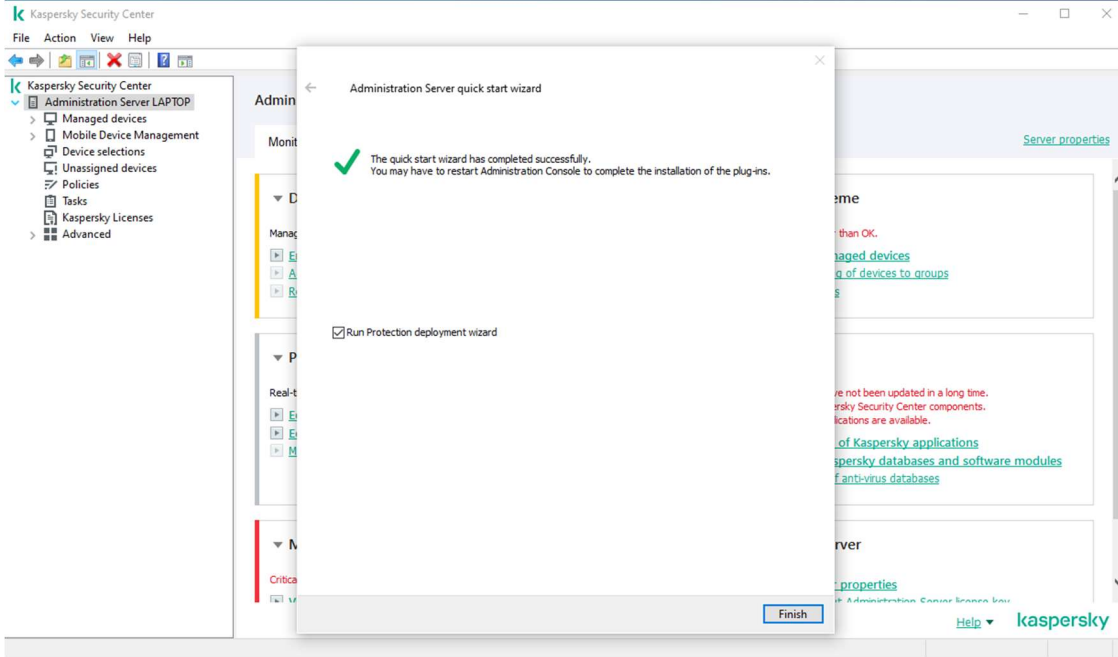 Kaspersky Security Center
File Action View Help
Kaspersky Security Center
Administration Server LAPTOP
Managed devices
Mobile Device Management
Device selections
Unassigned devices
Policies
Tasks
Kaspersky Licenses
Advanced
Admin
Monit
Server properties
Administration Server quick start wizard
The quick start wizard has completed successfully.
You may have to restart Administration Console to complete the installation of the plug-ins.
Run Protection deployment wizard
Finish
D
Manag
A
R
eme
than OK.
naged devices
g of devices to groups
s
P
Real-t
M
ve not been updated in a long time.
ersky Security Center components.
lications are available.
of Kaspersky applications
spersky databases and software modules
f anti-virus databases
Critica
rver
properties
Administration Server license key
Help
kaspersky